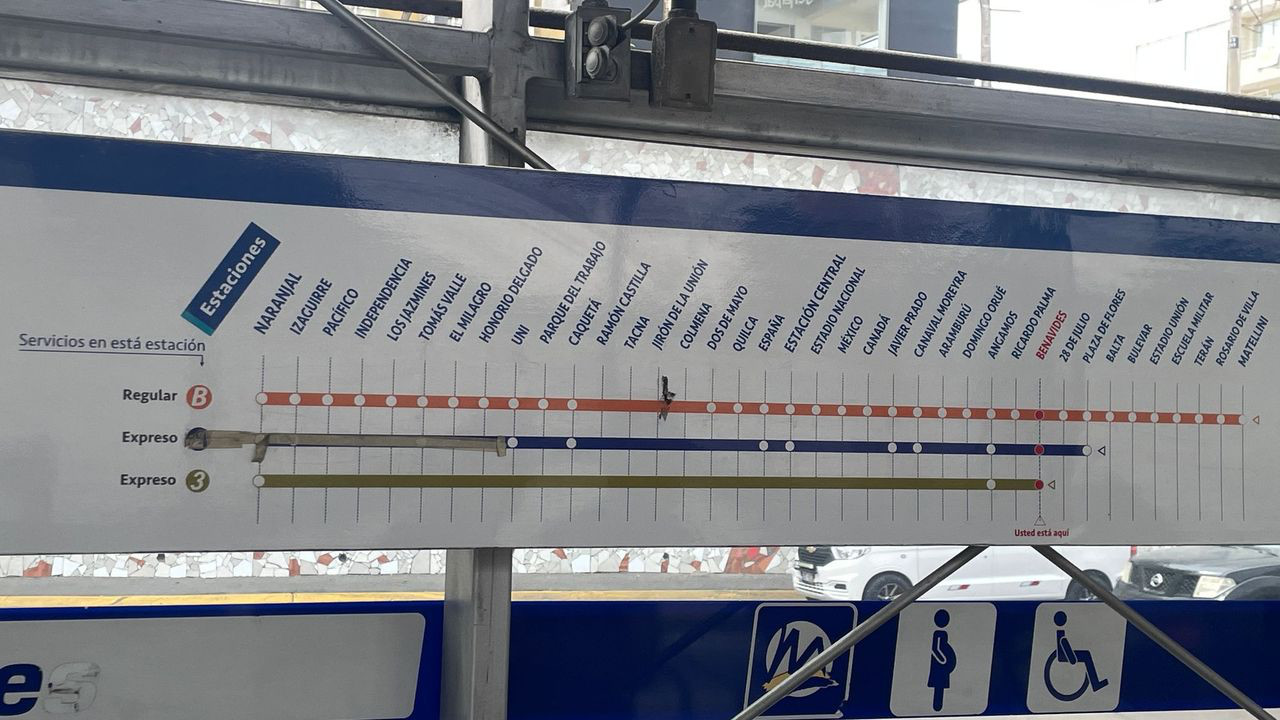 Estaciones
NARANJAL
IZAGUIRRE
PACÍFICO
INDEPENDENCIA
LOS JAZMINES
TOMÁS VALLE
EL MILAGRO
HONORIO DELGADO
UNI
PARQUE DEL TRABAJO
CAQUETÁ
RAMÓN CASTILLA
TACNA
JIRÓN DE LA UNIÓN
COLMENA
DOS DE MAYO
QUILCA
ESPAÑA
ESTACIÓN CENTRAL
ESTADIO NACIONAL
MÉXICO
CANADÁ
JAVIER PRADO
CANAVAL MOREYRA
ARAMBURÚ
DOMINGO ORUÉ
ANGAMOS
RICARDO PALMA
BENAVIDES
28 DE JULIO
PLAZA DE FLORES
BALTA
BULEVAR
ESTADIO UNIÓN
ESCUELA MILITAR
TERÁN
ROSARIO DE VILLA
MATELLINI
Servicios en está estación
Regular B
Expreso
Expreso 3
Usted está aquí
es